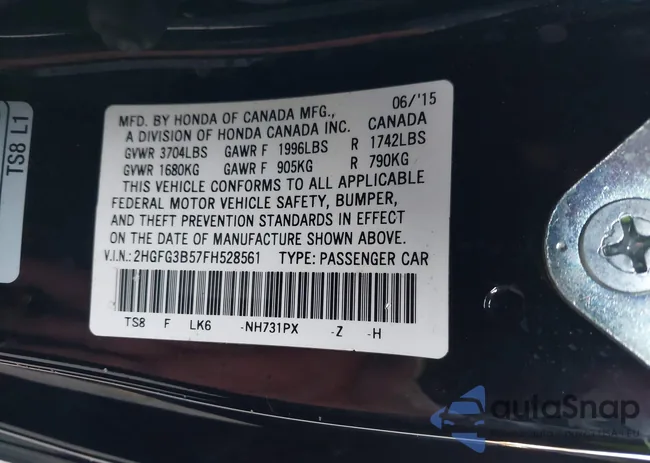 TS8 L1
MFD. BY HONDA OF CANADA MFG., 06/'15
A DIVISION OF HONDA CANADA INC. CANADA
GVWR 3704LBS GAWR F 1996LBS R 1742LBS
GVWR 1680KG GAWR F 905KG R 790KG
THIS VEHICLE CONFORMS TO ALL APPLICABLE
FEDERAL MOTOR VEHICLE SAFETY, BUMPER,
AND THEFT PREVENTION STANDARDS IN EFFECT
ON THE DATE OF MANUFACTURE SHOWN ABOVE.
V.I.N.: 2HGFG3B57FH528561 TYPE: PASSENGER CAR
TS8 F LK6 -NH731PX -Z -H
aulaSnap